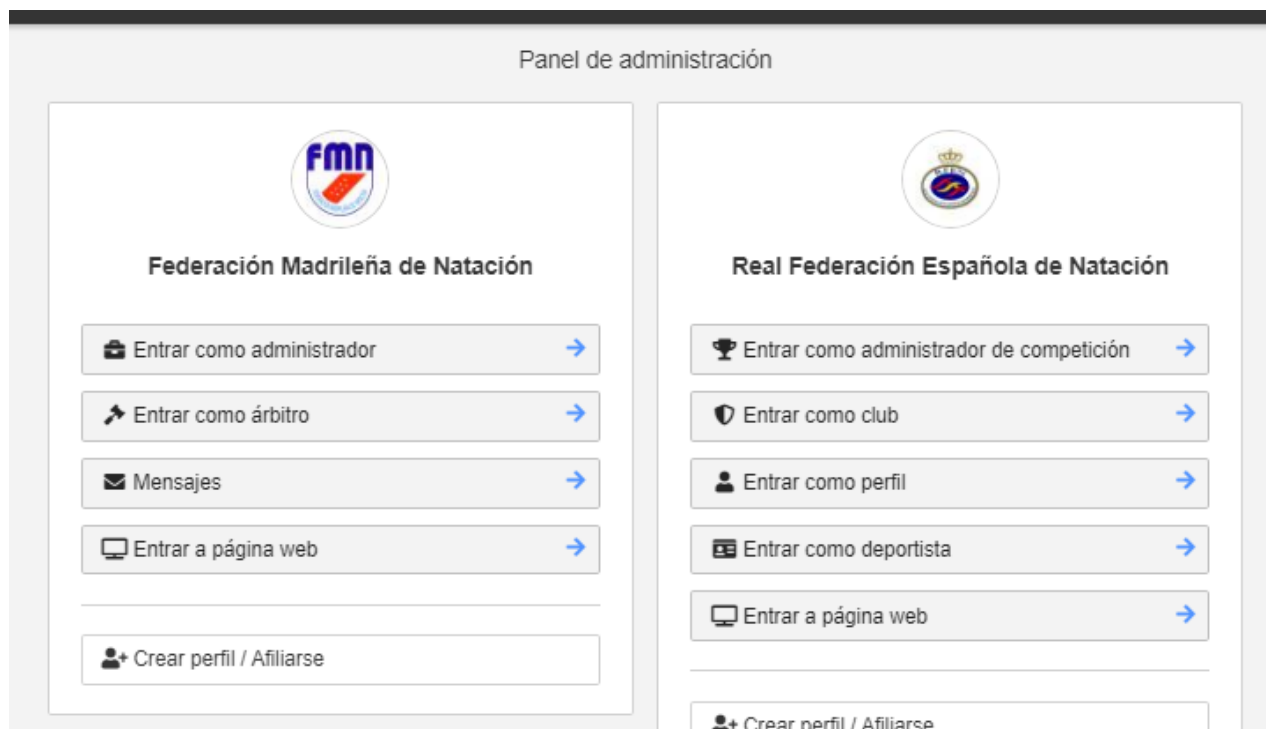 Panel de administración
FMN
Federación Madrileña de Natación
Entrar como administrador
Entrar como árbitro
Mensajes
Entrar a página web
Crear perfil / Afiliarse
Real Federación Española de Natación
Entrar como administrador de competición
Entrar como club
Entrar como perfil
Entrar como deportista
Entrar a página web
Crear perfil / Afiliarse